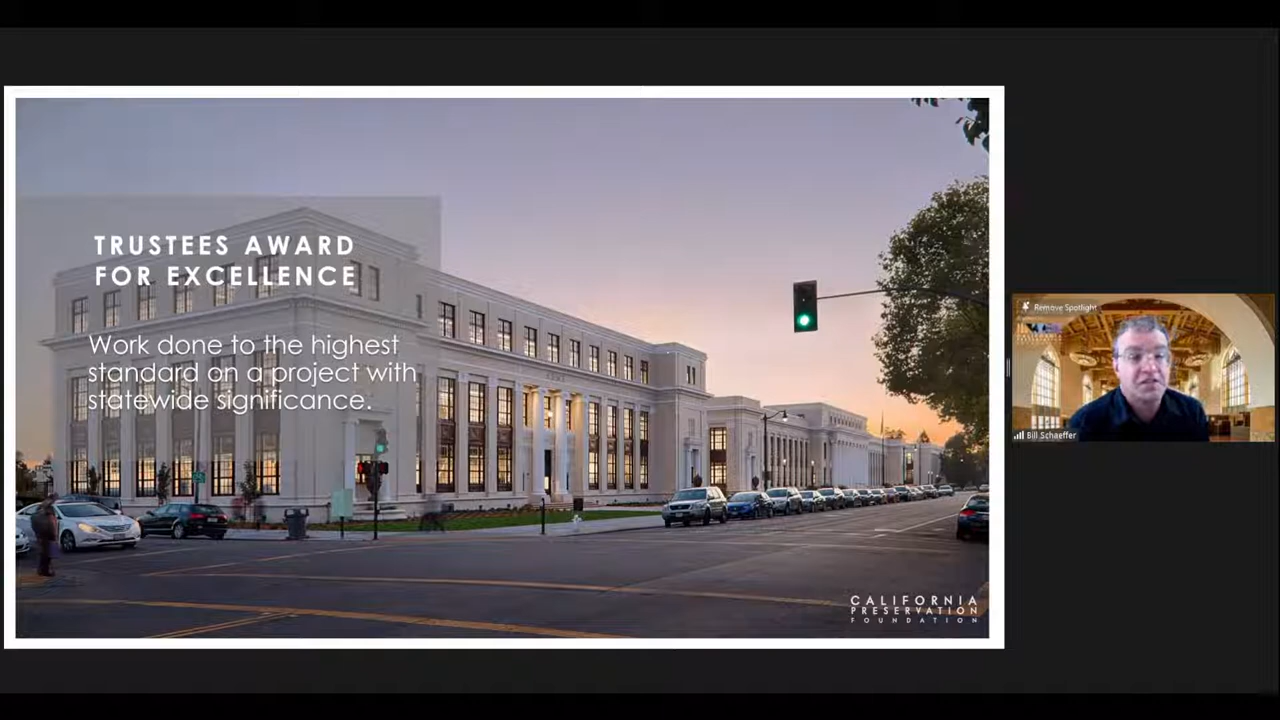 TRUSTEES AWARD
FOR EXCELLENCE
Work done to the highest
standard on a project with
statewide significance.
CALIFORNIA
PRESERVATION
FOUNDATION
Remove Spotlight
Bill Schaeffer